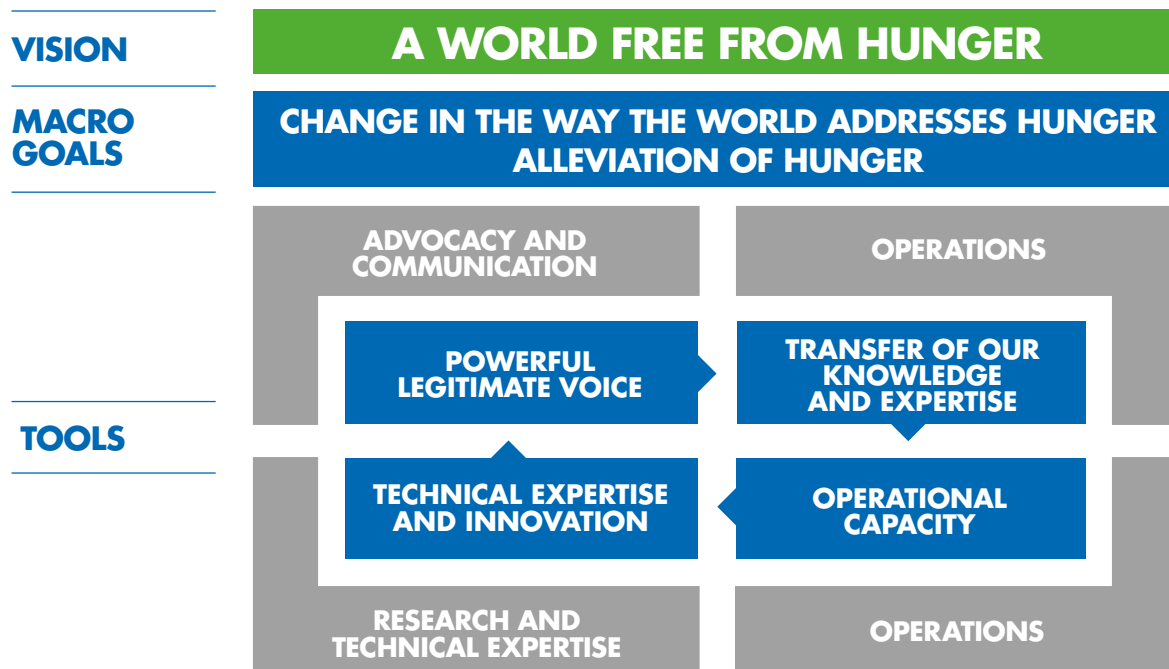 VISION
A WORLD FREE FROM HUNGER
MACRO
GOALS
CHANGE IN THE WAY THE WORLD ADDRESSES HUNGER
ALLEVIATION OF HUNGER
ADVOCACY AND
COMMUNICATION
OPERATIONS
POWERFUL
LEGITIMATE VOICE
TRANSFER OF OUR
KNOWLEDGE
AND EXPERTISE
TOOLS
TECHNICAL EXPERTISE
AND INNOVATION
OPERATIONAL
CAPACITY
RESEARCH AND
TECHNICAL EXPERTISE
OPERATIONS